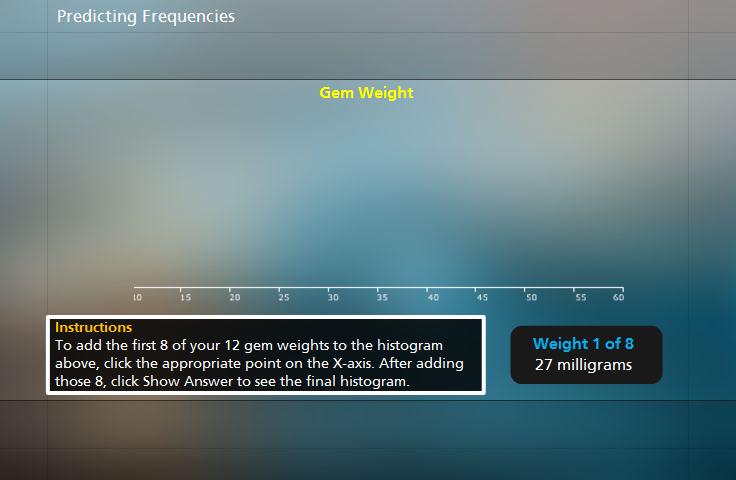 Predicting Frequencies
Gem Weight
10 15 20 25 30 35 40 45 50 55 60
Instructions
To add the first 8 of your 12 gem weights to the histogram
above, click the appropriate point on the X-axis. After adding
those 8, click Show Answer to see the final histogram.
Weight 1 of 8
27 milligrams